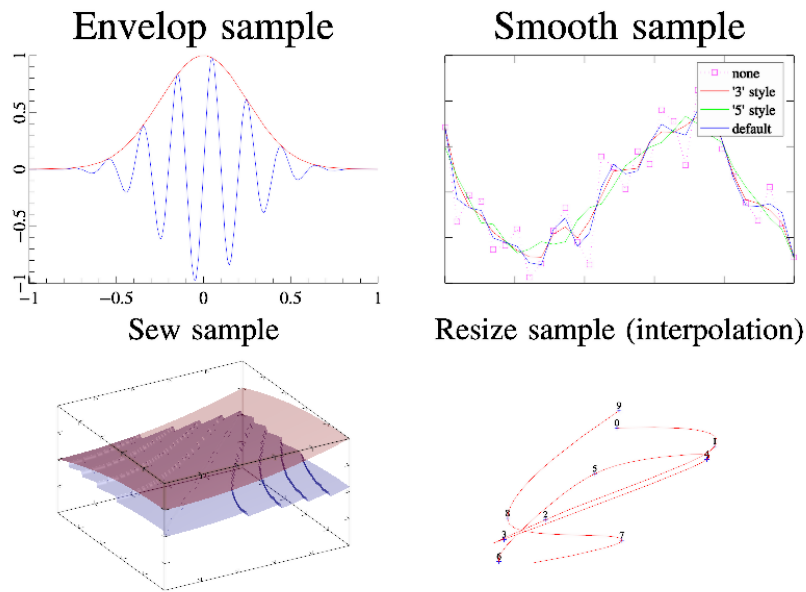 Envelop sample
Smooth sample
1
0.5
0
−0.5
−1
−1
−0.5
0
0.5
1
none
'3' style
'5' style
default
Sew sample
Resize sample (interpolation)
9
0
1
4
5
8
2
3
7
6